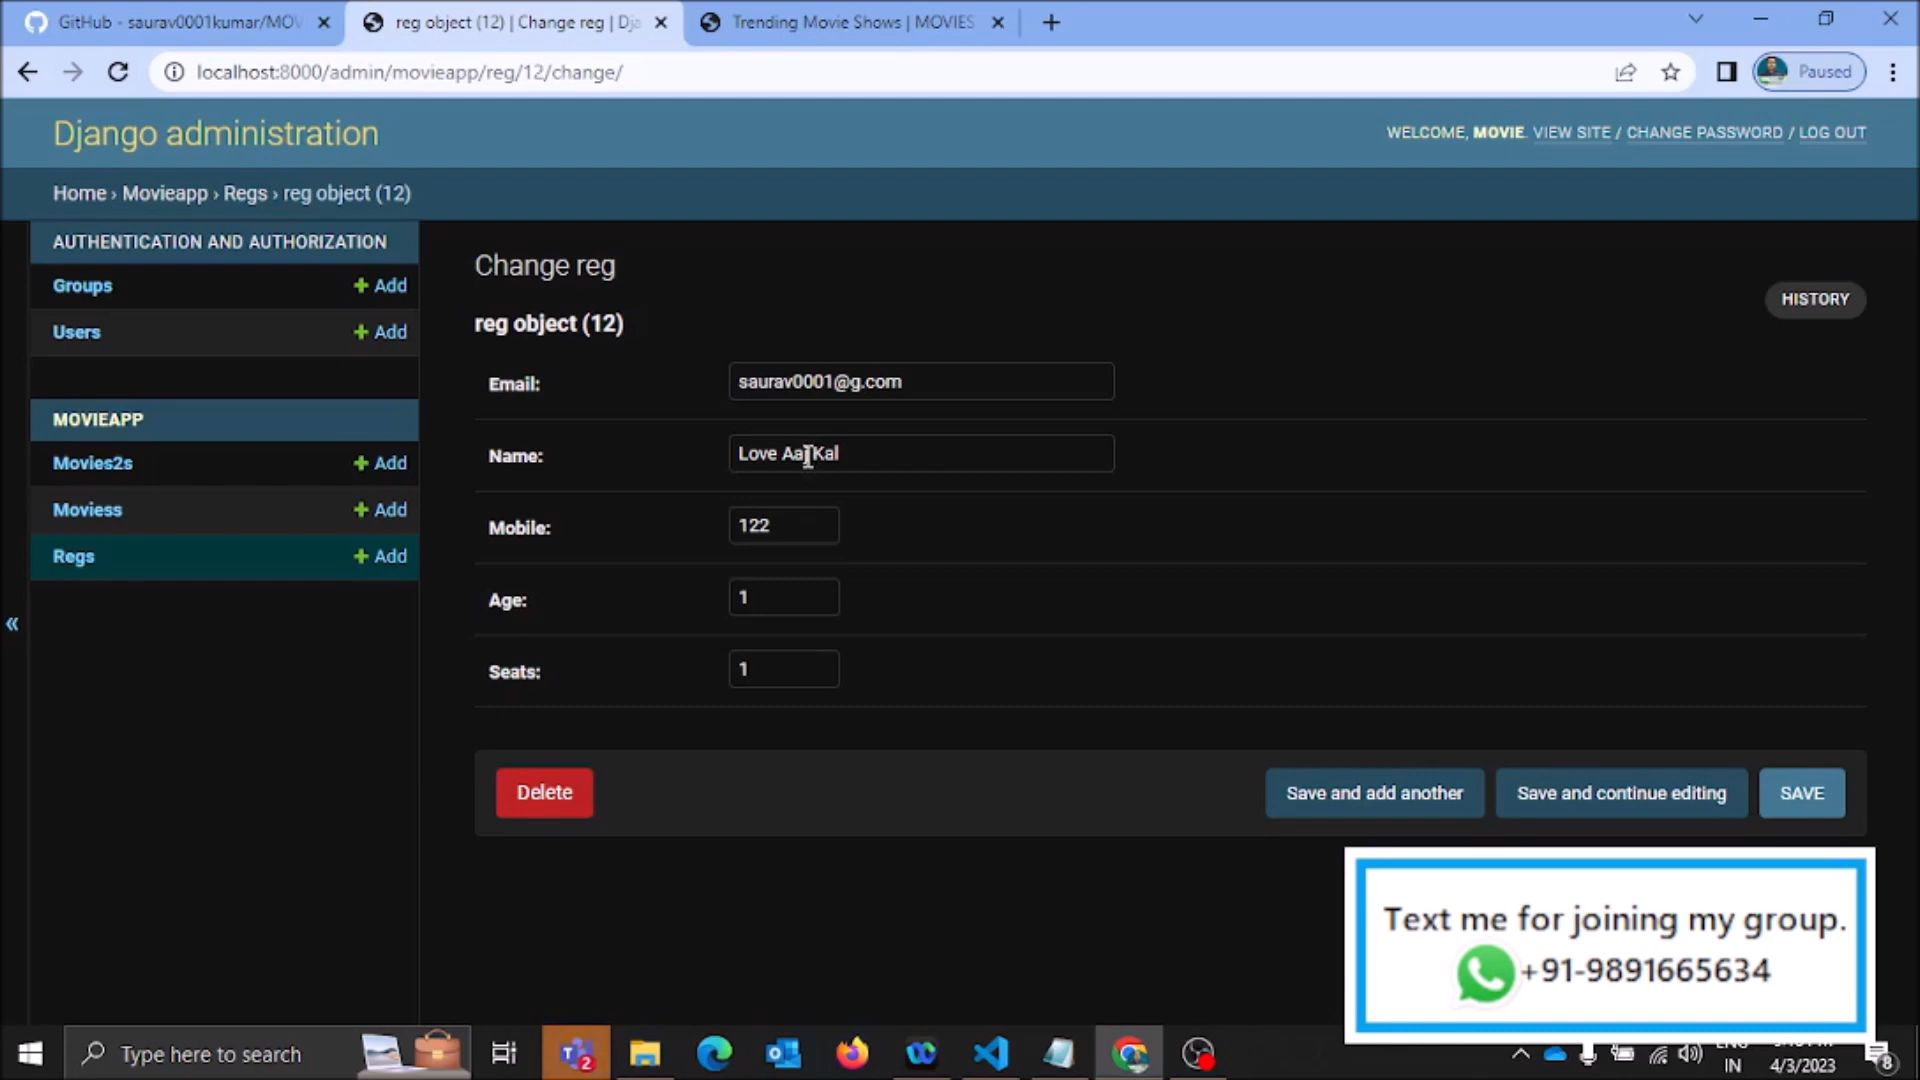 GitHub - saurav0001kumar/MOV
reg object (12) | Change reg | Dja
Trending Movie Shows | MOVIES
localhost:8000/admin/movieapp/reg/12/change/
Paused
Django administration
WELCOME, MOVIE. VIEW SITE / CHANGE PASSWORD / LOG OUT
Home › Movieapp › Regs › reg object (12)
AUTHENTICATION AND AUTHORIZATION
Groups + Add
Users + Add
MOVIEAPP
Movies2s + Add
Moviess + Add
Regs + Add
«
Change reg
HISTORY
reg object (12)
Email: saurav0001@g.com
Name: Love Aaj Kal
Mobile: 122
Age: 1
Seats: 1
Delete
Save and add another
Save and continue editing
SAVE
Text me for joining my group.
+91-9891665634
Type here to search
2
IN
4/3/2023
8